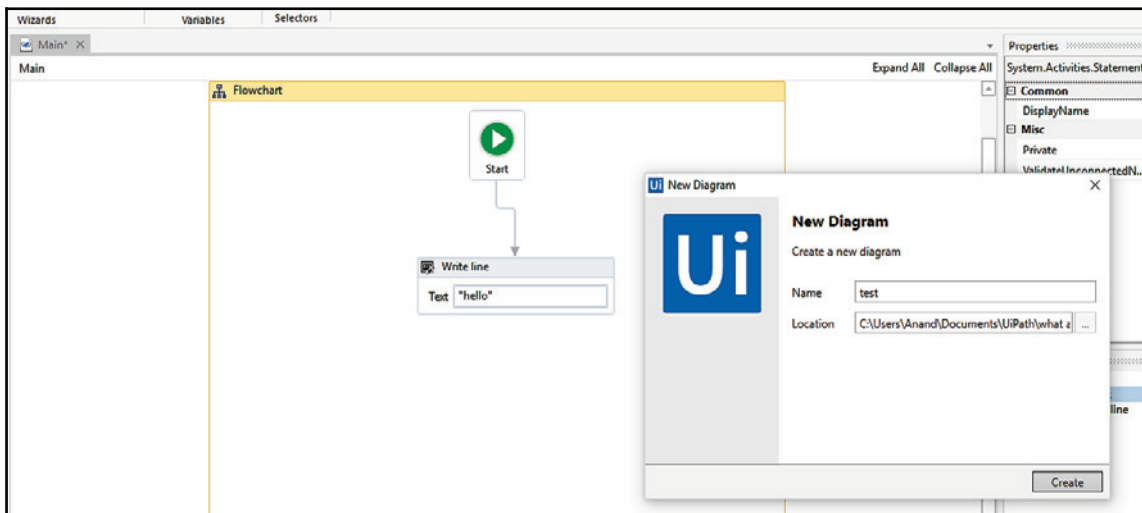 Wizards Variables Selectors
Main* X
Main Expand All Collapse All
Flowchart
Start
Write line
Text "hello"
Properties
System.Activities.Statement
Common
DisplayName
Misc
Private
ValidateUnconnectedN...
line
Ui New Diagram
Ui
New Diagram
Create a new diagram
Name test
Location C:\Users\Anand\Documents\UiPath\what a ...
Create